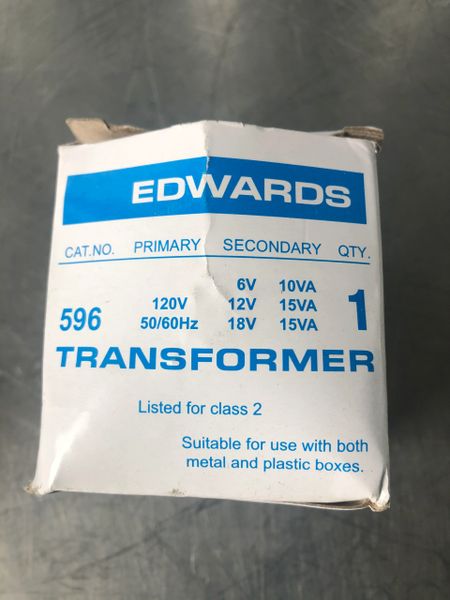 EDWARDS
CAT.NO. PRIMARY SECONDARY QTY.
6V 10VA
120V 12V 15VA
596 50/60Hz 18V 15VA 1
TRANSFORMER
Listed for class 2
Suitable for use with both
metal and plastic boxes.